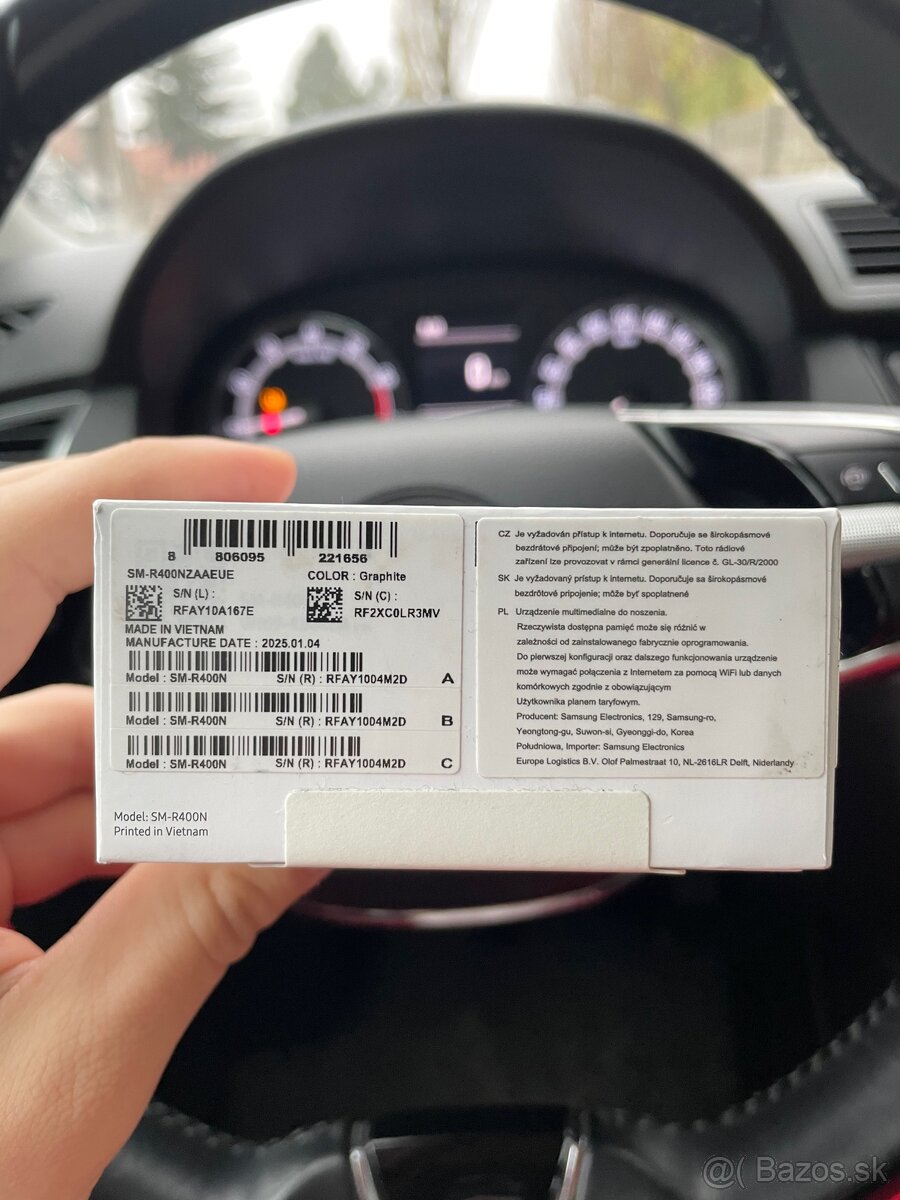 8 806095 221656
SM-R400NZAAEUE COLOR : Graphite
S/N (L) : S/N (C) :
RFAY10A167E RF2XC0LR3MV
MADE IN VIETNAM
MANUFACTURE DATE : 2025.01.04
Model : SM-R400N S/N (R) : RFAY1004M2D A
Model : SM-R400N S/N (R) : RFAY1004M2D B
Model : SM-R400N S/N (R) : RFAY1004M2D C
Model: SM-R400N
Printed in Vietnam
CZ Je vyžadován přístup k internetu. Doporučuje se širokopásmové
bezdrátové připojení; může být zpoplatněno. Toto rádiové
zařízení lze provozovat v rámci generální licence č. GL-30/R/2000
SK Je vyžadovaný prístup k internetu. Doporučuje sa širokopásmové
bezdrôtové pripojenie; môže byť spoplatnené
PL Urządzenie multimedialne do noszenia.
Rzeczywista dostępna pamięć może się różnić w
zależności od zainstalowanego fabrycznie oprogramowania.
Do pierwszej konfiguracji oraz dalszego funkcjonowania urządzenie
może wymagać połączenia z Internetem za pomocą WiFi lub danych
komórkowych zgodnie z obowiązującym
Użytkownika planem taryfowym.
Producent: Samsung Electronics, 129, Samsung-ro,
Yeongtong-gu, Suwon-si, Gyeonggi-do, Korea
Południowa, Importer: Samsung Electronics
Europe Logistics B.V. Olof Palmestraat 10, NL-2616LR Delft, Niderlandy
0
@( Bazos.sk